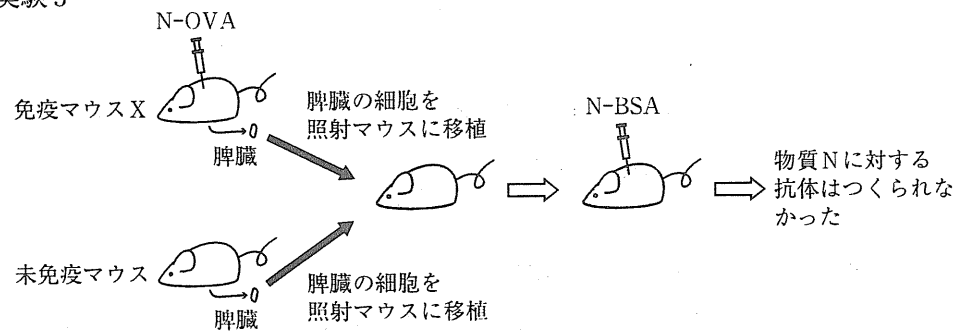 実験3
N-OVA
免疫マウスX
脾臓
脾臓の細胞を
照射マウスに移植
N-BSA
物質Nに対する
抗体はつくられな
かった
未免疫マウス
脾臓
脾臓の細胞を
照射マウスに移植